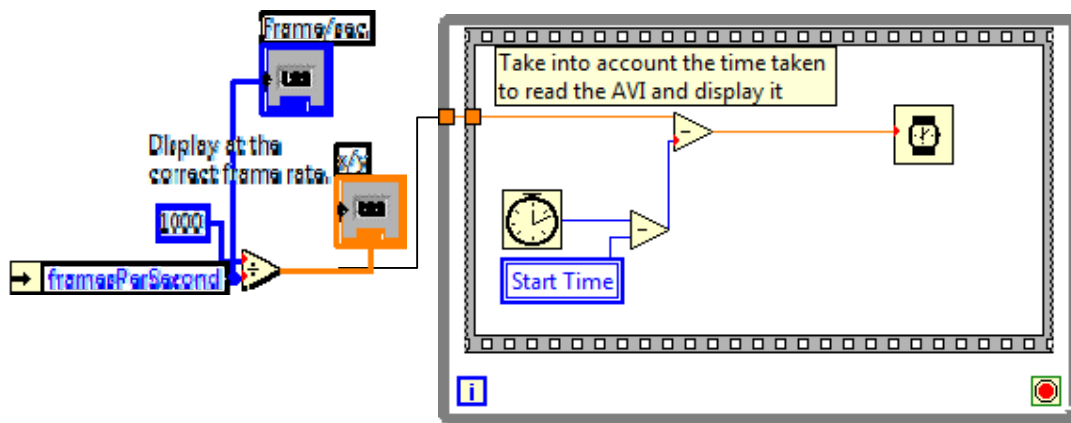 Frame/sec.
Take into account the time taken
to read the AVI and display it
Display at the
correct frame rate.
x/y
1000
framesPerSecond
Start Time
i